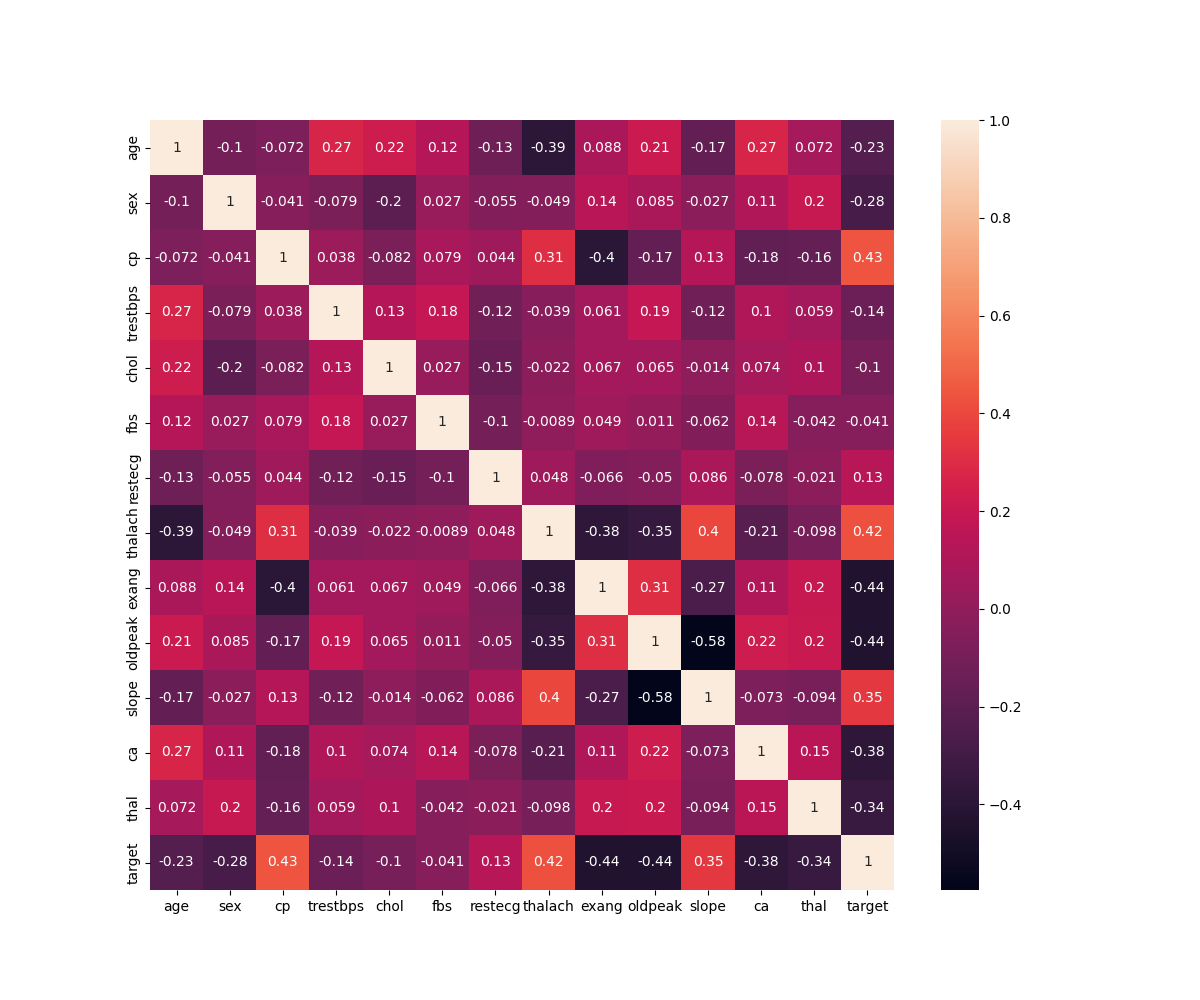 age 1 -0.1 -0.072 0.27 0.22 0.12 -0.13 -0.39 0.088 0.21 -0.17 0.27 0.072 -0.23
sex -0.1 1 -0.041 -0.079 -0.2 0.027 -0.055 -0.049 0.14 0.085 -0.027 0.11 0.2 -0.28
cp -0.072 -0.041 1 0.038 -0.082 0.079 0.044 0.31 -0.4 -0.17 0.13 -0.18 -0.16 0.43
trestbps 0.27 -0.079 0.038 1 0.13 0.18 -0.12 -0.039 0.061 0.19 -0.12 0.1 0.059 -0.14
chol 0.22 -0.2 -0.082 0.13 1 0.027 -0.15 -0.022 0.067 0.065 -0.014 0.074 0.1 -0.1
fbs 0.12 0.027 0.079 0.18 0.027 1 -0.1 -0.0089 0.049 0.011 -0.062 0.14 -0.042 -0.041
restecg -0.13 -0.055 0.044 -0.12 -0.15 -0.1 1 0.048 -0.066 -0.05 0.086 -0.078 -0.021 0.13
thalach -0.39 -0.049 0.31 -0.039 -0.022 -0.0089 0.048 1 -0.38 -0.35 0.4 -0.21 -0.098 0.42
exang 0.088 0.14 -0.4 0.061 0.067 0.049 -0.066 -0.38 1 0.31 -0.27 0.11 0.2 -0.44
oldpeak 0.21 0.085 -0.17 0.19 0.065 0.011 -0.05 -0.35 0.31 1 -0.58 0.22 0.2 -0.44
slope -0.17 -0.027 0.13 -0.12 -0.014 -0.062 0.086 0.4 -0.27 -0.58 1 -0.073 -0.094 0.35
ca 0.27 0.11 -0.18 0.1 0.074 0.14 -0.078 -0.21 0.11 0.22 -0.073 1 0.15 -0.38
thal 0.072 0.2 -0.16 0.059 0.1 -0.042 -0.021 -0.098 0.2 0.2 -0.094 0.15 1 -0.34
target -0.23 -0.28 0.43 -0.14 -0.1 -0.041 0.13 0.42 -0.44 -0.44 0.35 -0.38 -0.34 1
age sex cp trestbps chol fbs restecg thalach exang oldpeak slope ca thal target
1.0
0.8
0.6
0.4
0.2
0.0
−0.2
−0.4